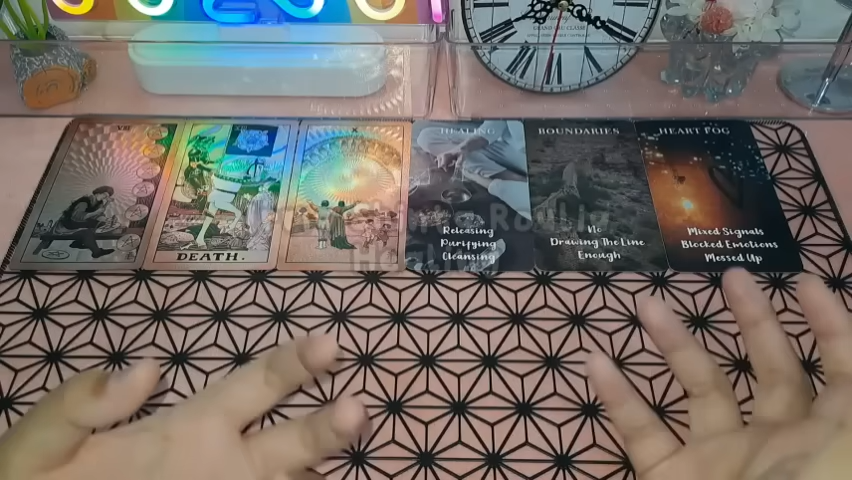 HEALING
BOUNDARIES
HEART FOG
Releasing
Purifying
Cleansing
No
Drawing The Line
Enough
Mixed Signals
Blocked Emotions
Messed Up
DEATH.